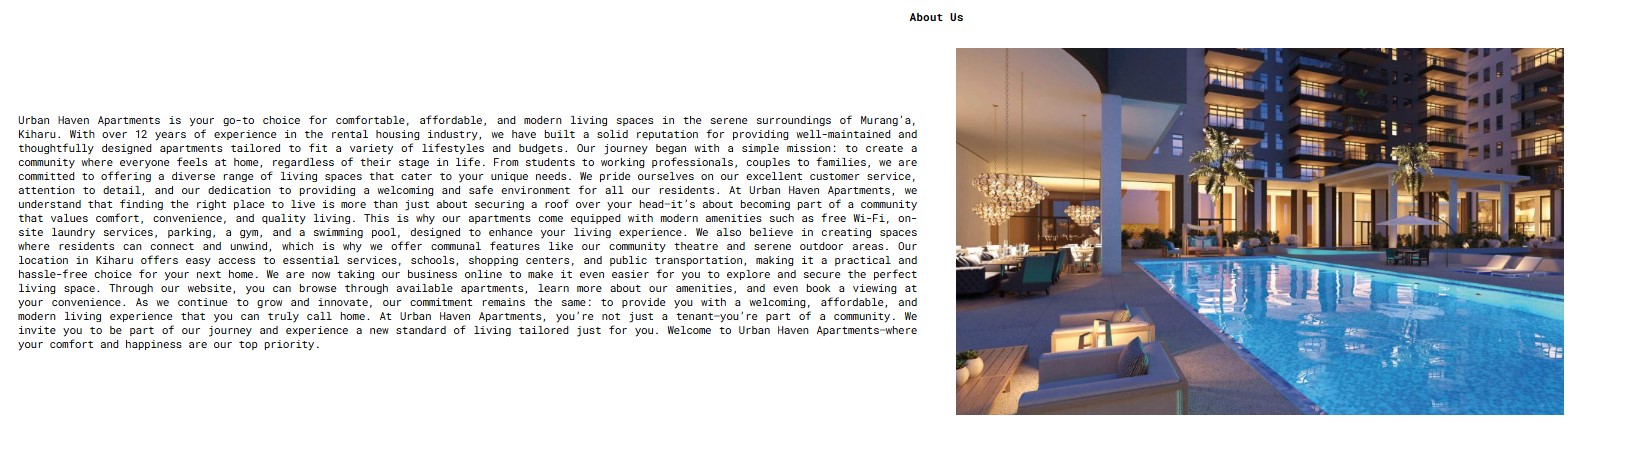 About Us
Urban Haven Apartments is your go-to choice for comfortable, affordable, and modern living spaces in the serene surroundings of Murang'a,
Kiharu. With over 12 years of experience in the rental housing industry, we have built a solid reputation for providing well-maintained and
thoughtfully designed apartments tailored to fit a variety of lifestyles and budgets. Our journey began with a simple mission: to create a
community where everyone feels at home, regardless of their stage in life. From students to working professionals, couples to families, we are
committed to offering a diverse range of living spaces that cater to your unique needs. We pride ourselves on our excellent customer service,
attention to detail, and our dedication to providing a welcoming and safe environment for all our residents. At Urban Haven Apartments, we
understand that finding the right place to live is more than just about securing a roof over your head—it's about becoming part of a community
that values comfort, convenience, and quality living. This is why our apartments come equipped with modern amenities such as free Wi-Fi, on-
site laundry services, parking, a gym, and a swimming pool, designed to enhance your living experience. We also believe in creating spaces
where residents can connect and unwind, which is why we offer communal features like our community theatre and serene outdoor areas. Our
location in Kiharu offers easy access to essential services, schools, shopping centers, and public transportation, making it a practical and
hassle-free choice for your next home. We are now taking our business online to make it even easier for you to explore and secure the perfect
living space. Through our website, you can browse through available apartments, learn more about our amenities, and even book a viewing at
your convenience. As we continue to grow and innovate, our commitment remains the same: to provide you with a welcoming, affordable, and
modern living experience that you can truly call home. At Urban Haven Apartments, you're not just a tenant—you're part of a community. We
invite you to be part of our journey and experience a new standard of living tailored just for you. Welcome to Urban Haven Apartments—where
your comfort and happiness are our top priority.